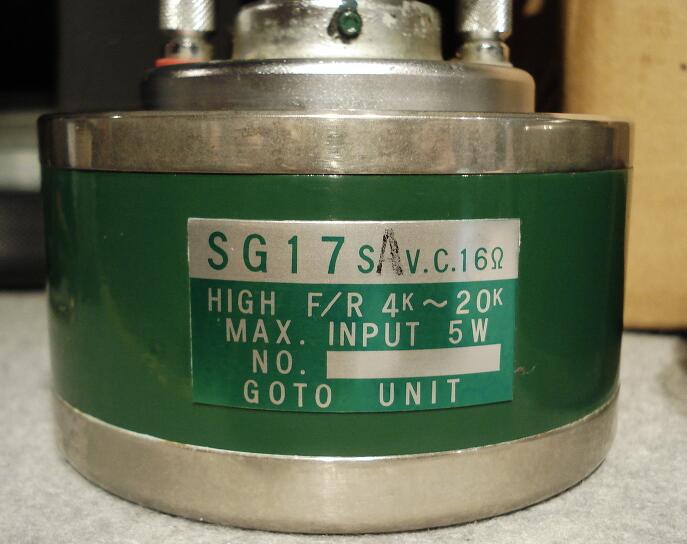 SG17SA V.C.16Ω
HIGH F/R 4K～20K
MAX. INPUT 5W
NO.
GOTO UNIT